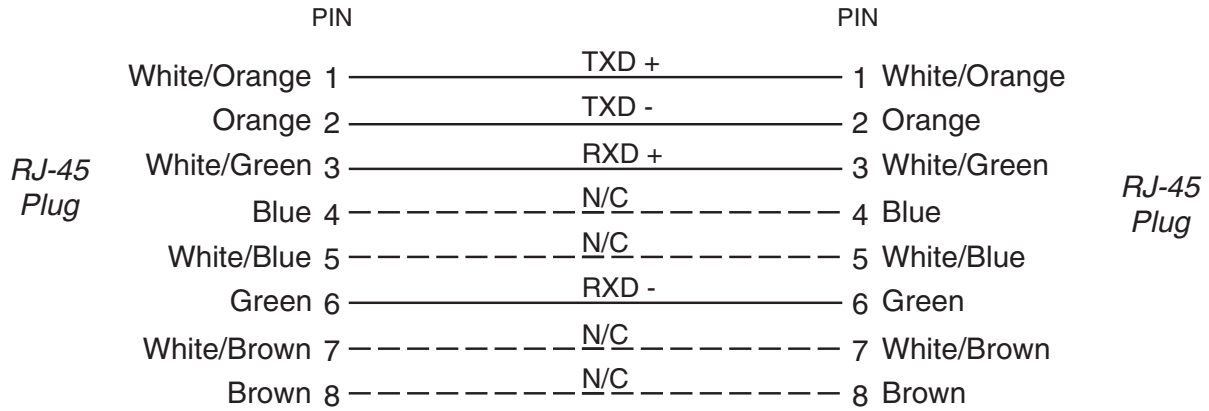 PIN PIN
White/Orange 1 TXD + 1 White/Orange
Orange 2 TXD - 2 Orange
White/Green 3 RXD + 3 White/Green
RJ-45 Plug
Blue 4 N/C 4 Blue
RJ-45 Plug
White/Blue 5 N/C 5 White/Blue
Green 6 RXD - 6 Green
White/Brown 7 N/C 7 White/Brown
Brown 8 N/C 8 Brown